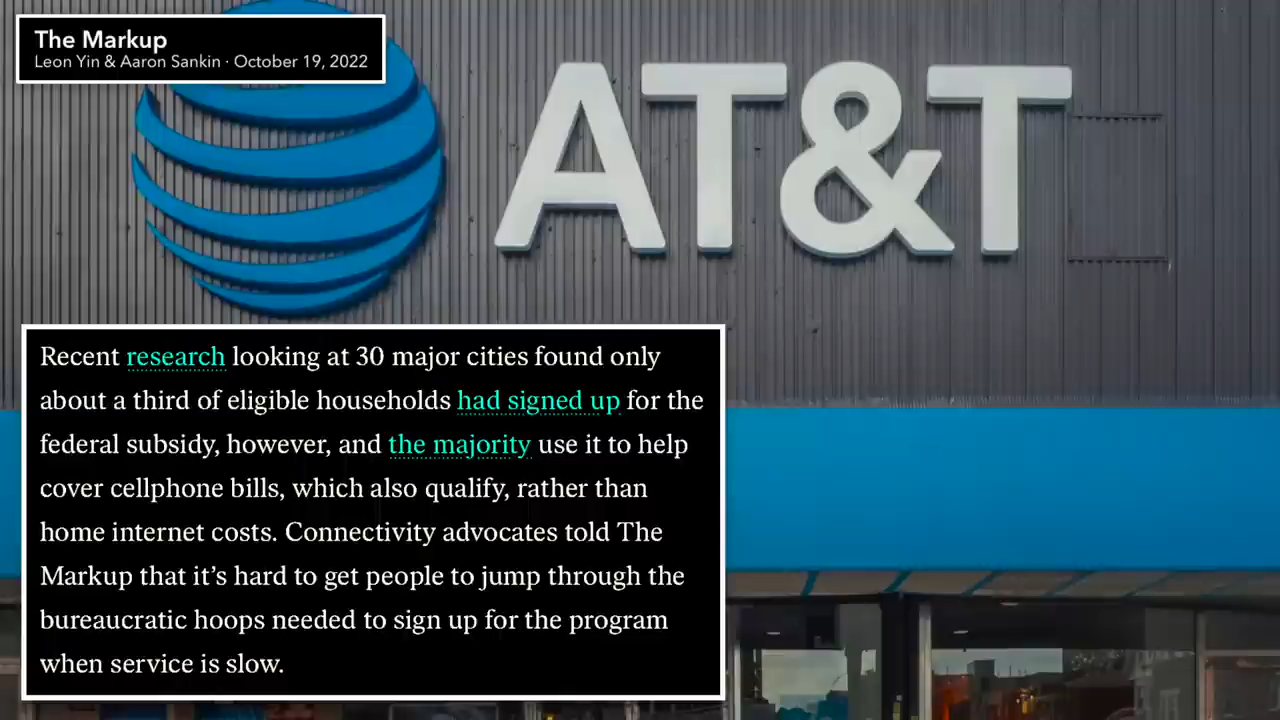 The Markup
Leon Yin & Aaron Sankin · October 19, 2022
AT&T
Recent research looking at 30 major cities found only
about a third of eligible households had signed up for the
federal subsidy, however, and the majority use it to help
cover cellphone bills, which also qualify, rather than
home internet costs. Connectivity advocates told The
Markup that it’s hard to get people to jump through the
bureaucratic hoops needed to sign up for the program
when service is slow.